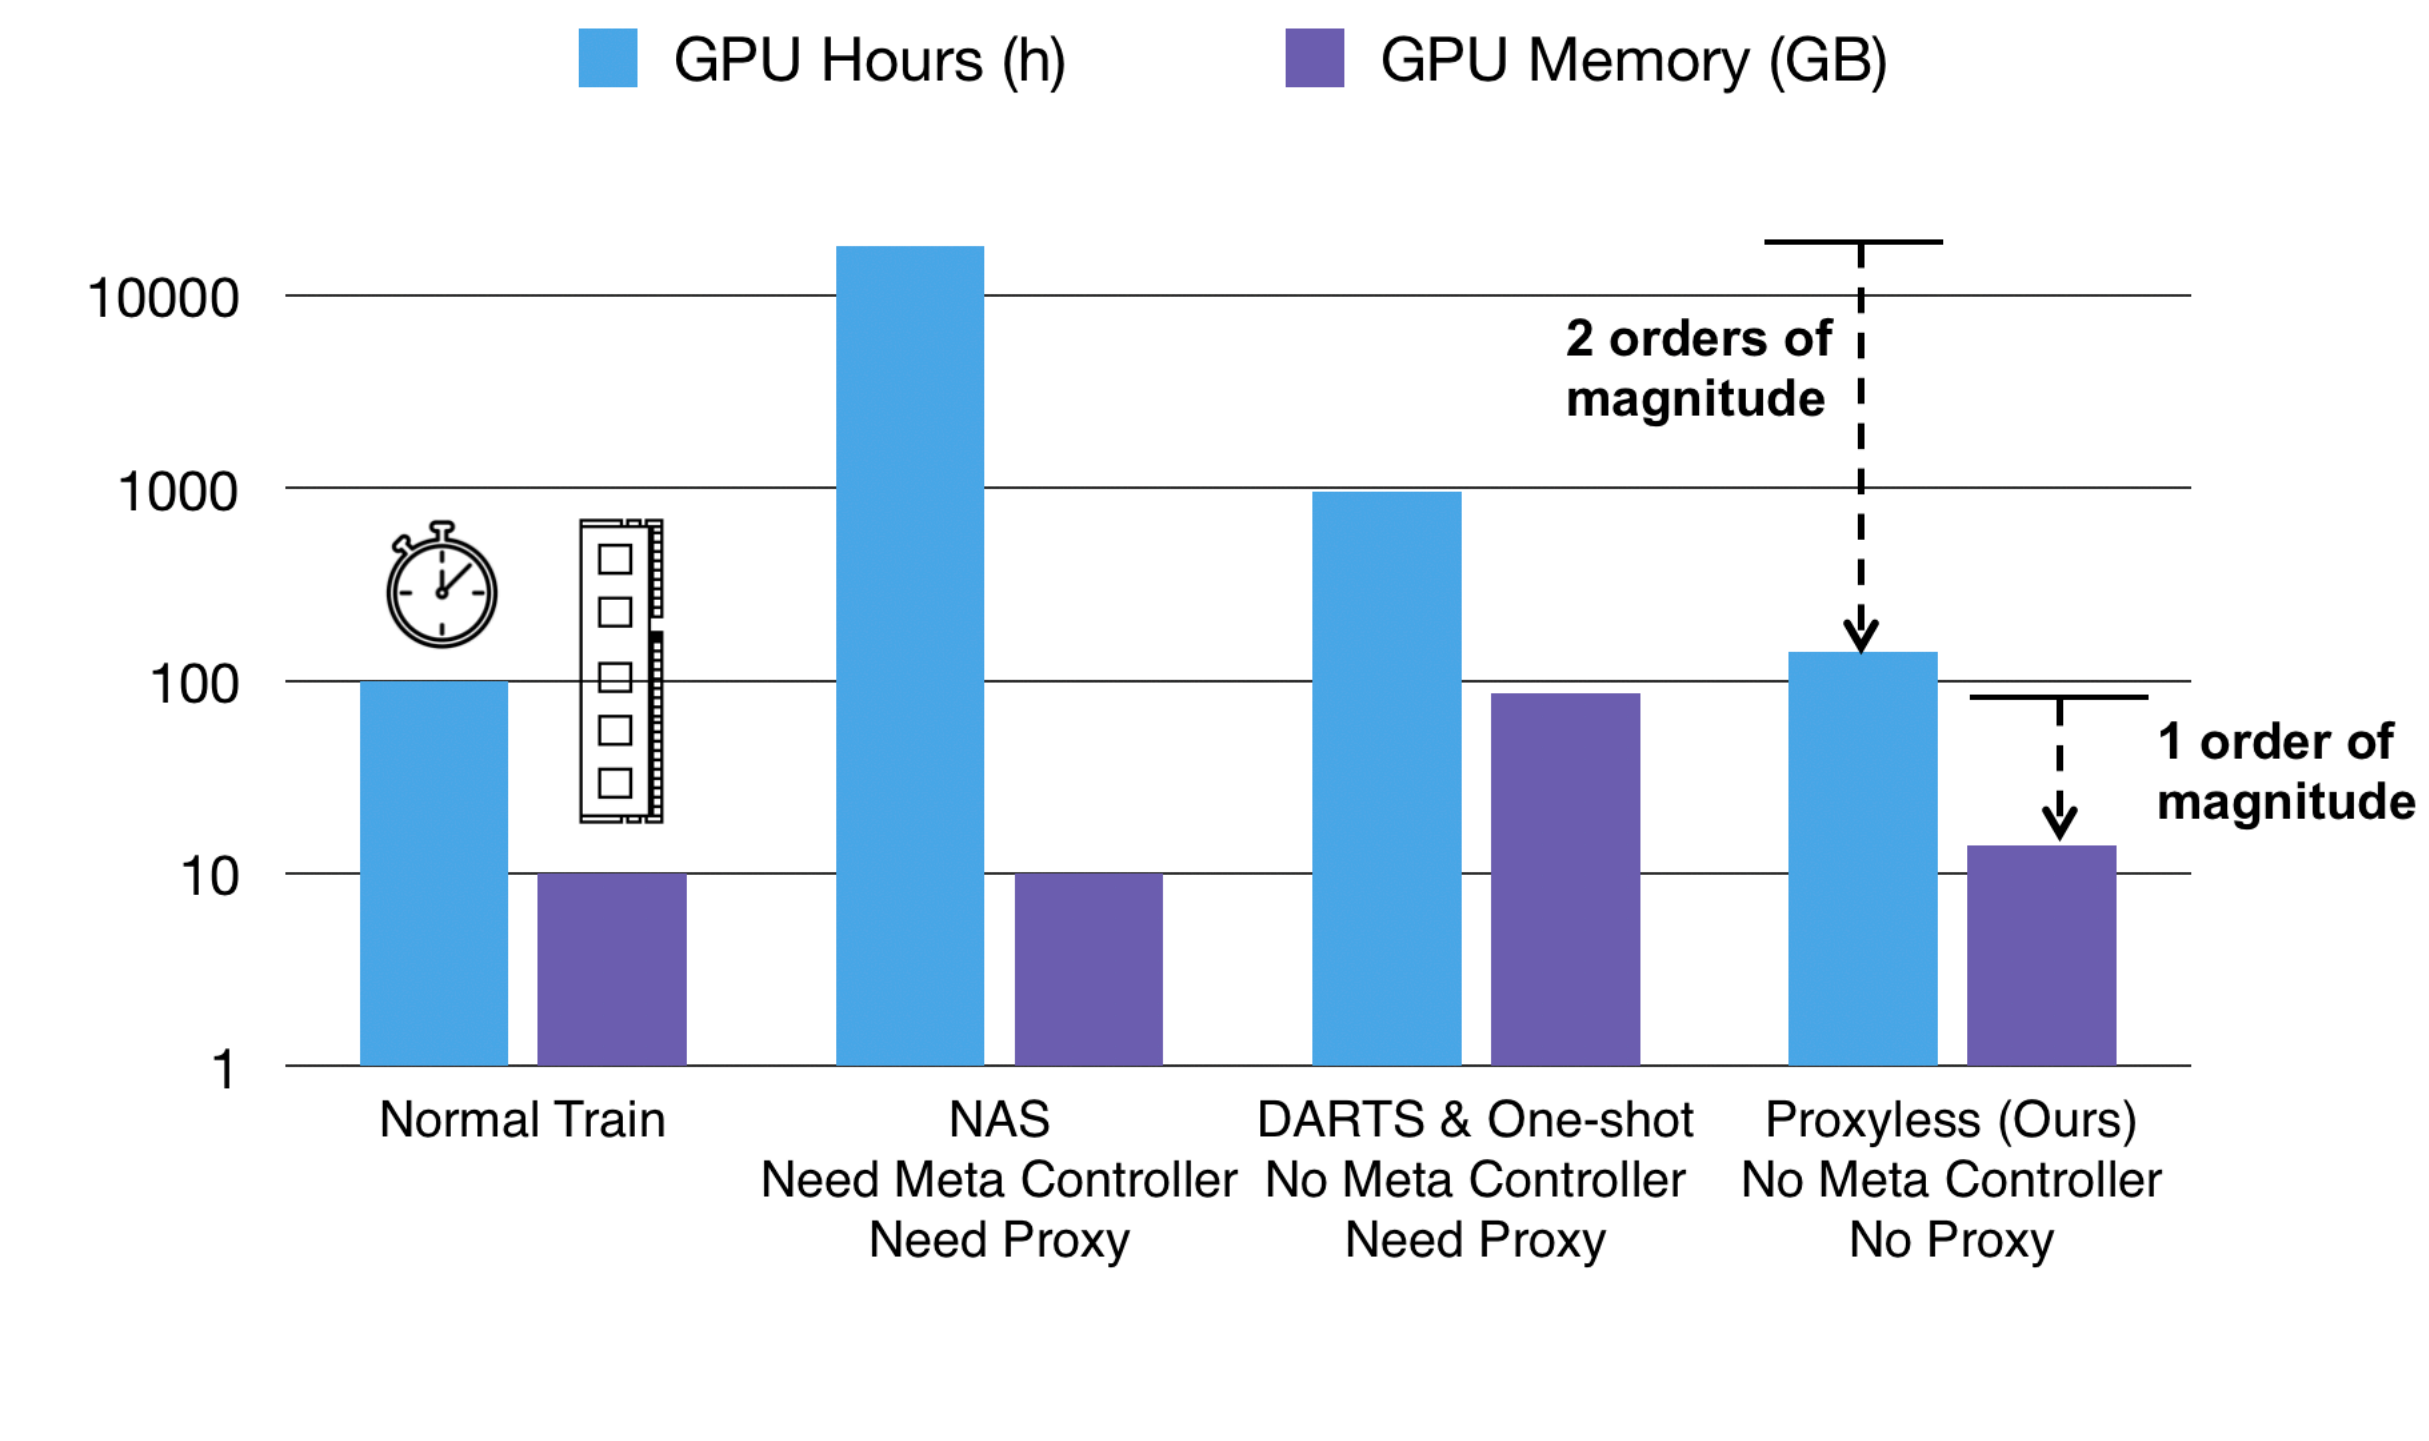 GPU Hours (h)
GPU Memory (GB)
10000
1000
100
10
1
2 orders of
magnitude
1 order of
magnitude
Normal Train
NAS
Need Meta Controller
Need Proxy
DARTS & One-shot
No Meta Controller
Need Proxy
Proxyless (Ours)
No Meta Controller
No Proxy